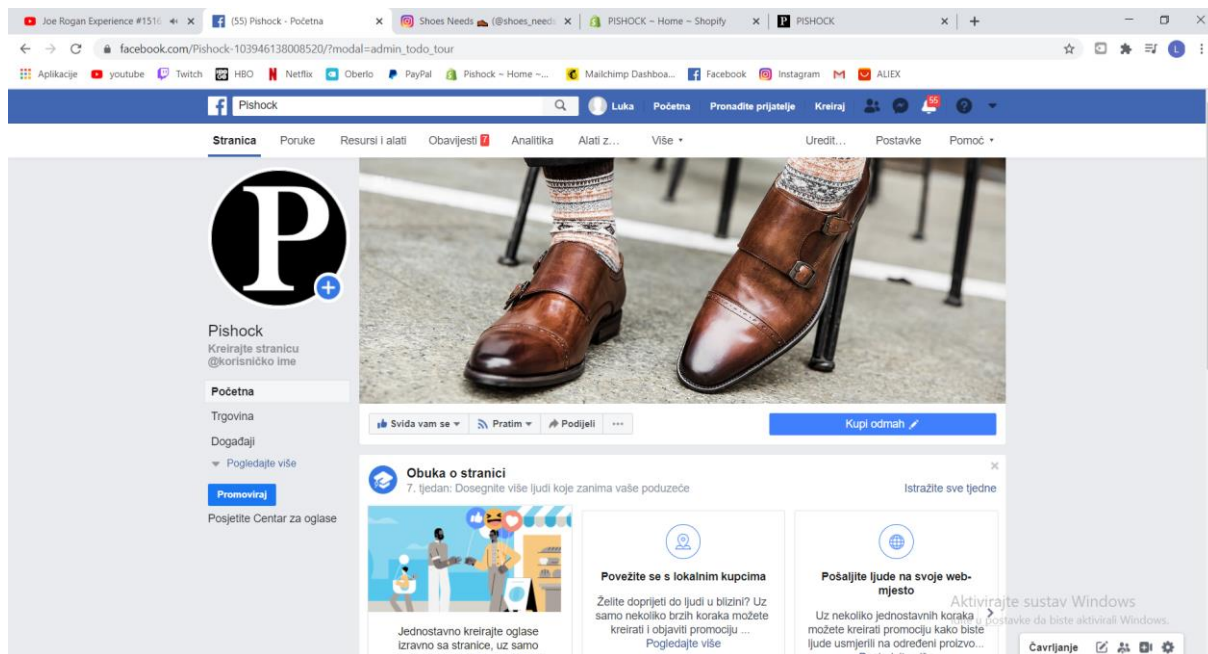 Joe Rogan Experience #1516
(55) Pishock - Početna
Shoes Needs 👞 (@shoes_needs
PISHOCK ~ Home ~ Shopify
P PISHOCK
facebook.com/Pishock-103946138008520/?modal=admin_todo_tour
L
Aplikacije youtube Twitch HBO Netflix Oberlo PayPal Pishock ~ Home ~... Mailchimp Dashboa... Facebook Instagram ALIEX
Pishock
Luka Početna Pronađite prijatelje Kreiraj 55
Stranica Poruke Resursi i alati Obavijesti 7 Analitika Alati z... Više Uredit... Postavke Pomoć
P
Pishock
Kreirajte stranicu
@korisničko ime
Početna
Trgovina
Događaji
Pogledajte više
Promoviraj
Posjetite Centar za oglase
Sviđa vam se Pratim Podijeli ...
Kupi odmah
Obuka o stranici
7. tjedan: Dosegnite više ljudi koje zanima vaše poduzeće
Istražite sve tjedne
Jednostavno kreirajte oglase
izravno sa stranice, uz samo
Povežite se s lokalnim kupcima
Želite doprijeti do ljudi u blizini? Uz
samo nekoliko brzih koraka možete
kreirati i objaviti promociju ...
Pogledajte više
Pošaljite ljude na svoje web-
mjesto
Uz nekoliko jednostavnih koraka
možete kreirati promociju kako biste
ljude usmjerili na određeni proizvo...
Aktivirajte sustav Windows
postavke da biste aktivirali Windows.
Čavrljanje